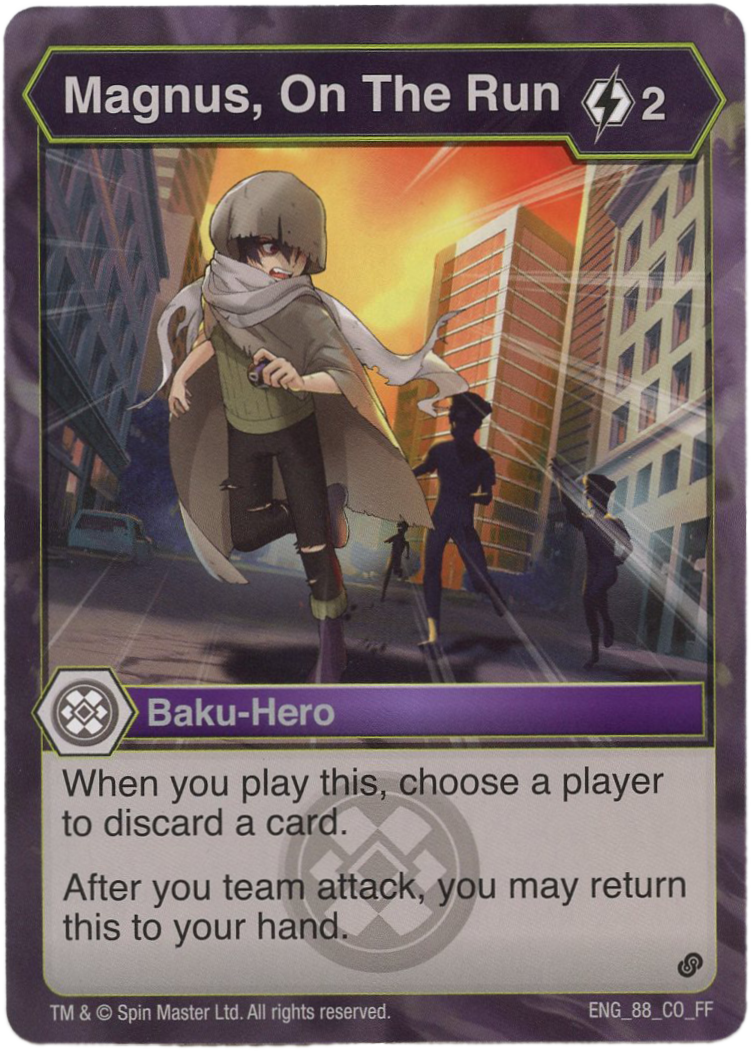 Magnus, On The Run 2
Baku-Hero
When you play this, choose a player
to discard a card.
After you team attack, you may return
this to your hand.
TM & © Spin Master Ltd. All rights reserved. ENG_88_CO_FF